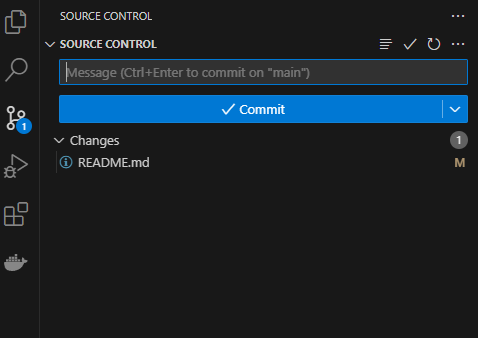 SOURCE CONTROL
SOURCE CONTROL
Message (Ctrl+Enter to commit on "main")
Commit
Changes 1
README.md M
1